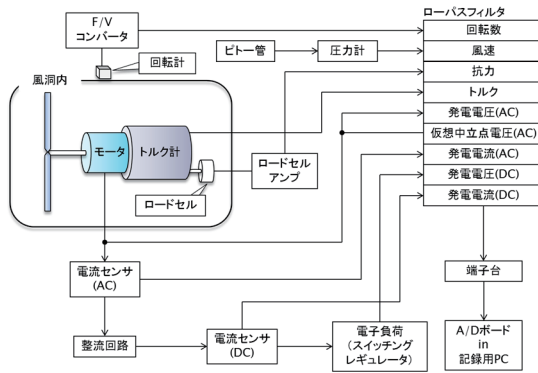 F/V
コンバータ
ローパスフィルタ
回転数
ピトー管
圧力計
風速
回転計
抗力
風洞内
トルク
発電電圧(AC)
モータ
トルク計
仮想中立点電圧(AC)
ロードセル
アンプ
発電電流(AC)
発電電圧(DC)
ロードセル
発電電流(DC)
電流センサ
(AC)
端子台
整流回路
電流センサ
(DC)
電子負荷
(スイッチング
レギュレータ)
A/Dボード
in
記録用PC